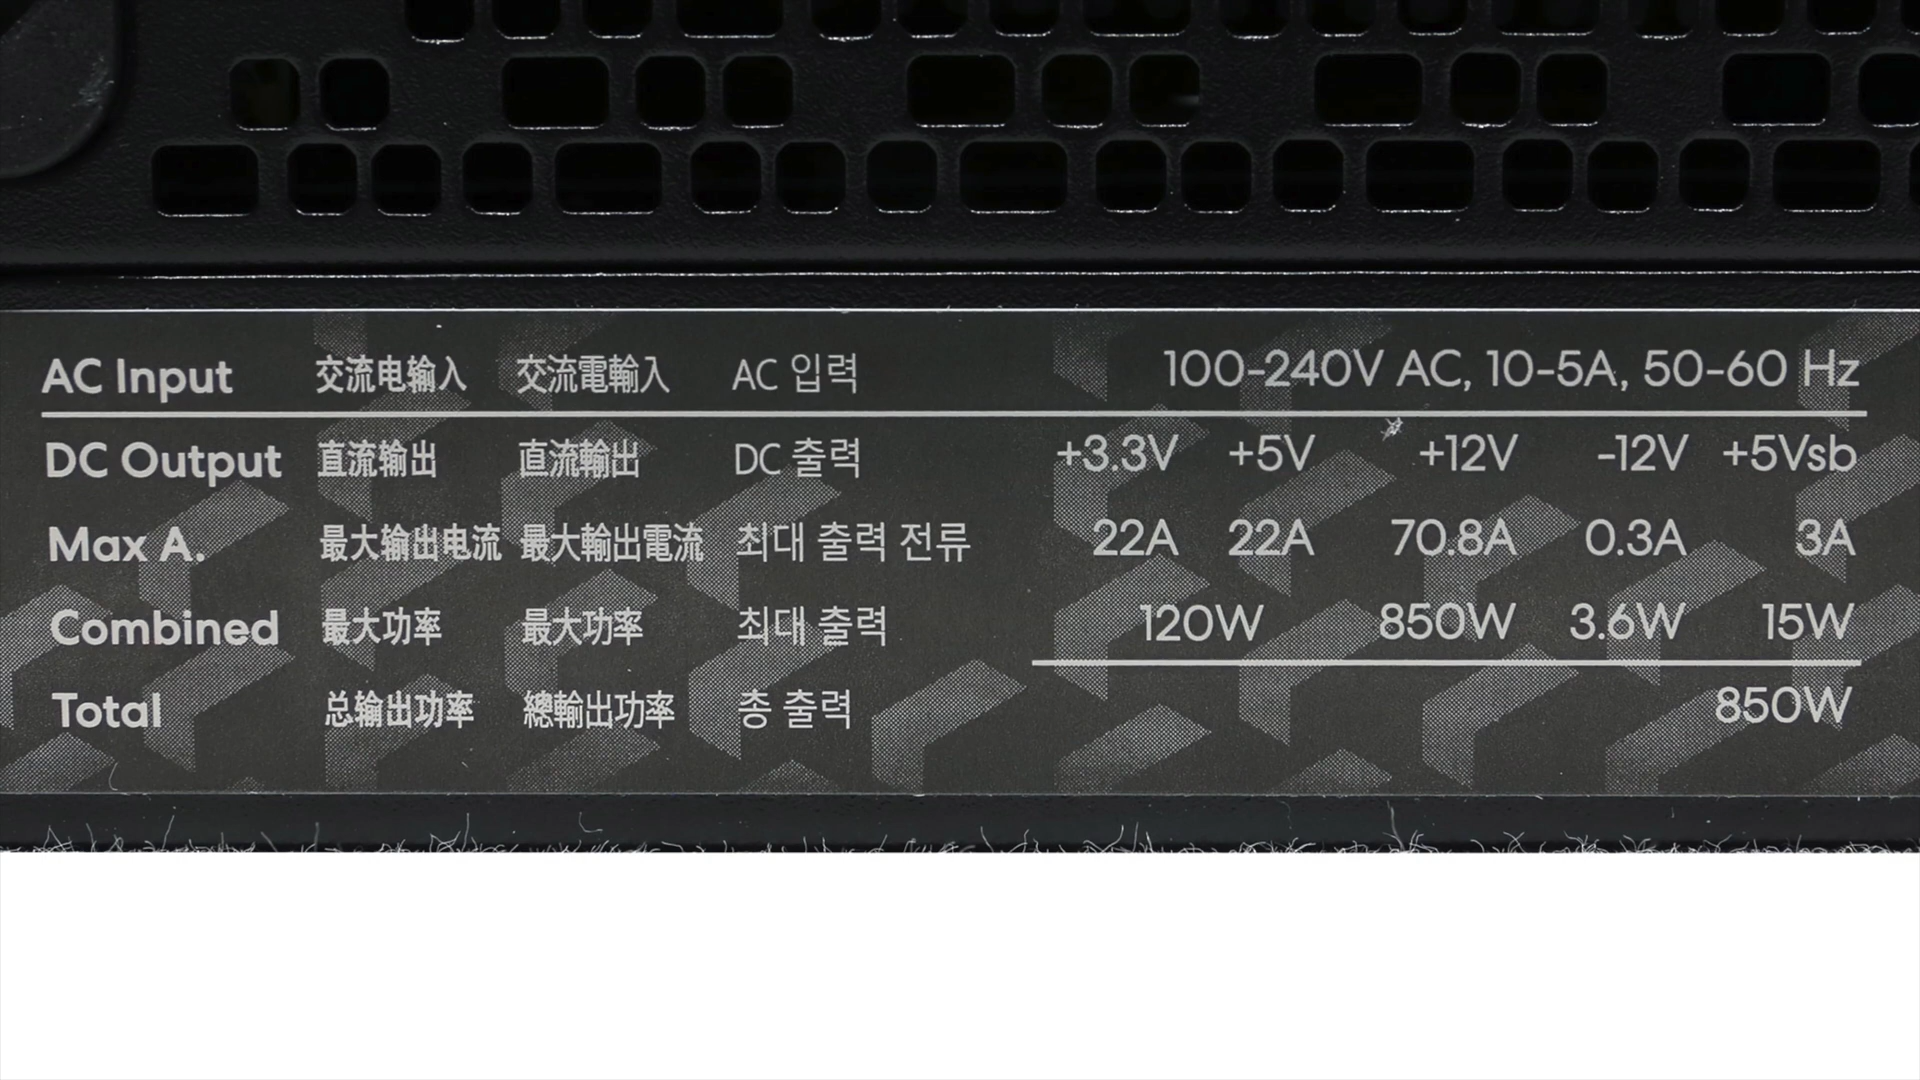 AC Input 交流电输入 交流電輸入 AC 입력 100-240V AC, 10-5A, 50-60 Hz
DC Output 直流输出 直流輸出 DC 출력 +3.3V +5V +12V -12V +5Vsb
Max A. 最大输出电流 最大輸出電流 최대 출력 전류 22A 22A 70.8A 0.3A 3A
Combined 最大功率 最大功率 최대 출력 120W 850W 3.6W 15W
Total 总输出功率 總輸出功率 총 출력 850W